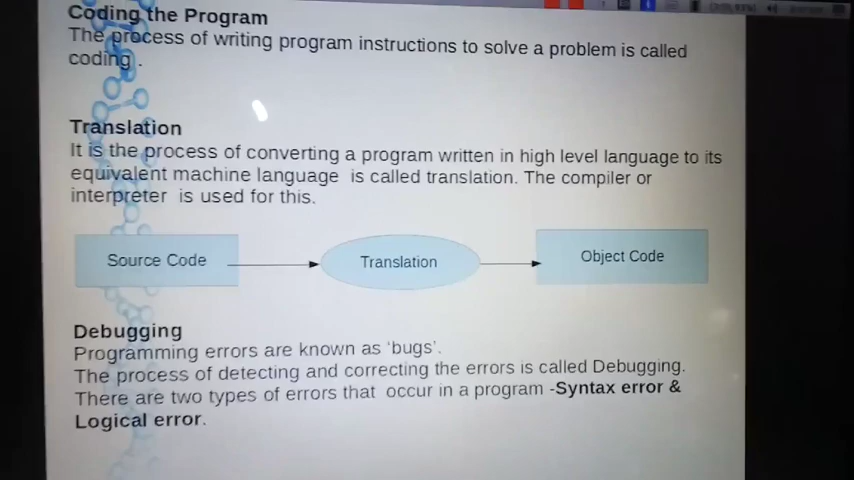 Coding the Program
The process of writing program instructions to solve a problem is called
coding .
Translation
It is the process of converting a program written in high level language to its
equivalent machine language is called translation. The compiler or
interpreter is used for this.
Source Code
Translation
Object Code
Debugging
Programming errors are known as ‘bugs’.
The process of detecting and correcting the errors is called Debugging.
There are two types of errors that occur in a program -Syntax error &
Logical error.